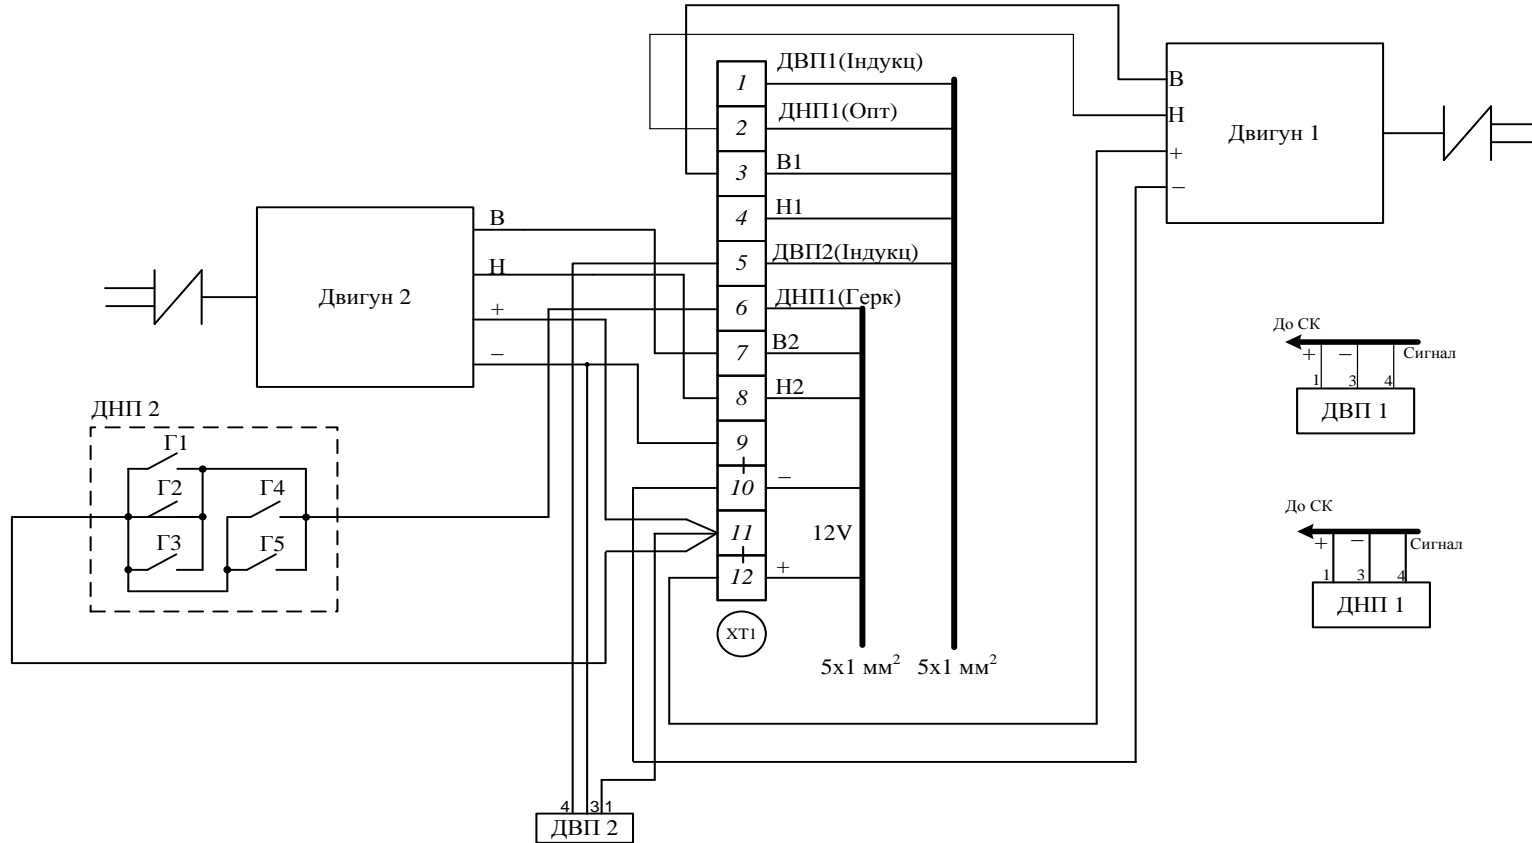 ДВП1(Індукц)
ДНП1(Опт)
В1
Н1
ДВП2(Індукц)
ДНП1(Герк)
В2
Н2
−
12V
+
1
2
3
4
5
6
7
8
9
10
11
12
ХТ1
5х1 мм²
5х1 мм²
В
Н
+
−
Двигун 1
В
Н
+
−
Двигун 2
ДНП 2
Г1
Г2
Г3
Г4
Г5
4
3
1
ДВП 2
До СК
+
−
Сигнал
1
3
4
ДВП 1
До СК
+
−
Сигнал
1
3
4
ДНП 1